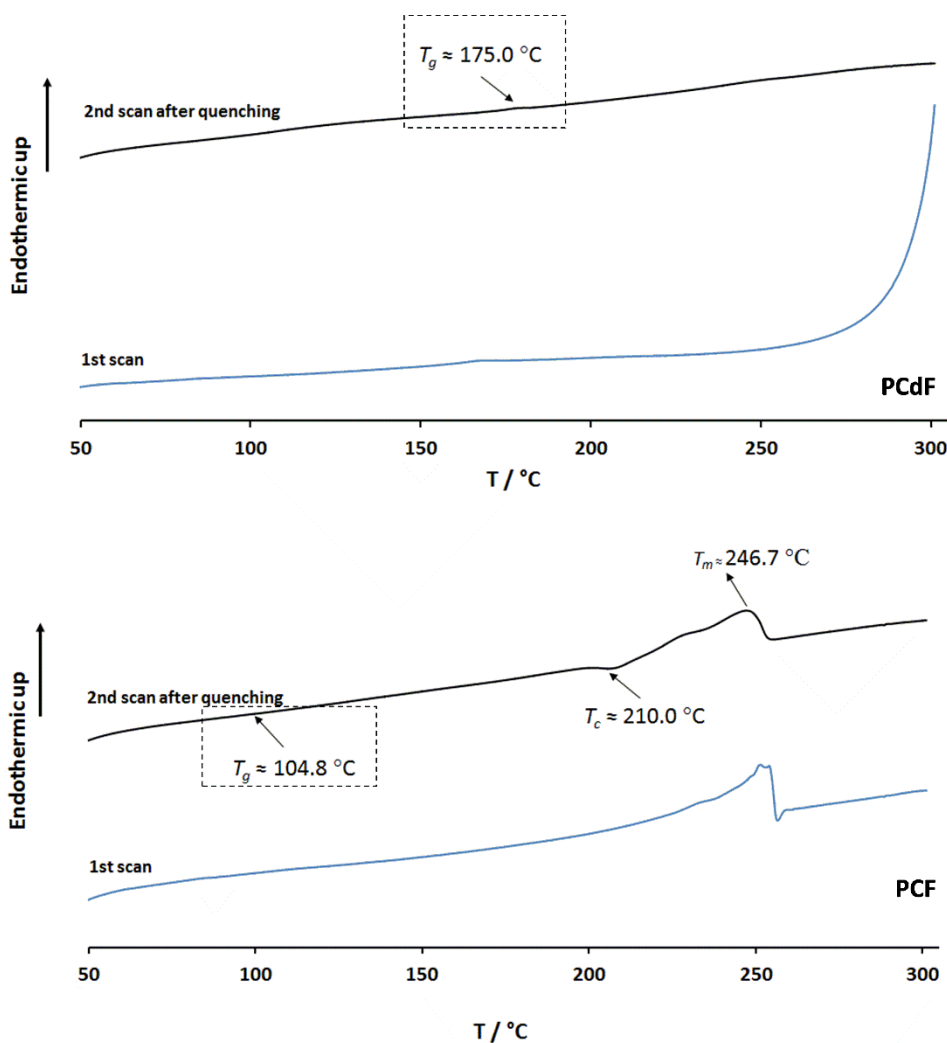 Tg ≈ 175.0 °C
2nd scan after quenching
Endothermic up
1st scan
PCdF
50 100 150 200 250 300
T / °C
Tm ≈ 246.7 °C
2nd scan after quenching
Tc ≈ 210.0 °C
Tg ≈ 104.8 °C
Endothermic up
1st scan
PCF
50 100 150 200 250 300
T / °C